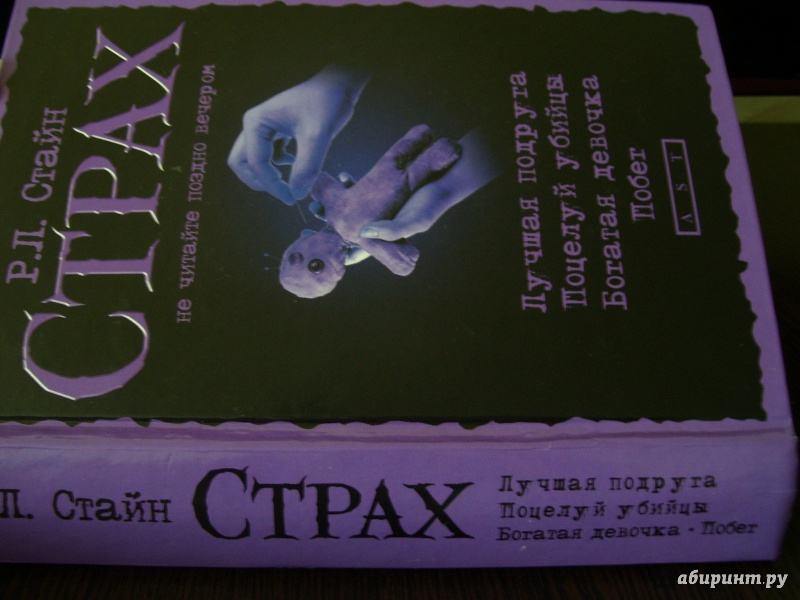 Р.Л. Стайн
СТРАХ
не читайте поздно вечером
Лучшая подруга
Поцелуй убийцы
Богатая девочка
Побег
AST
Л. Стайн
СТРАХ
Лучшая подруга
Поцелуй убийцы
Богатая девочка · Побег
абиринт.ру